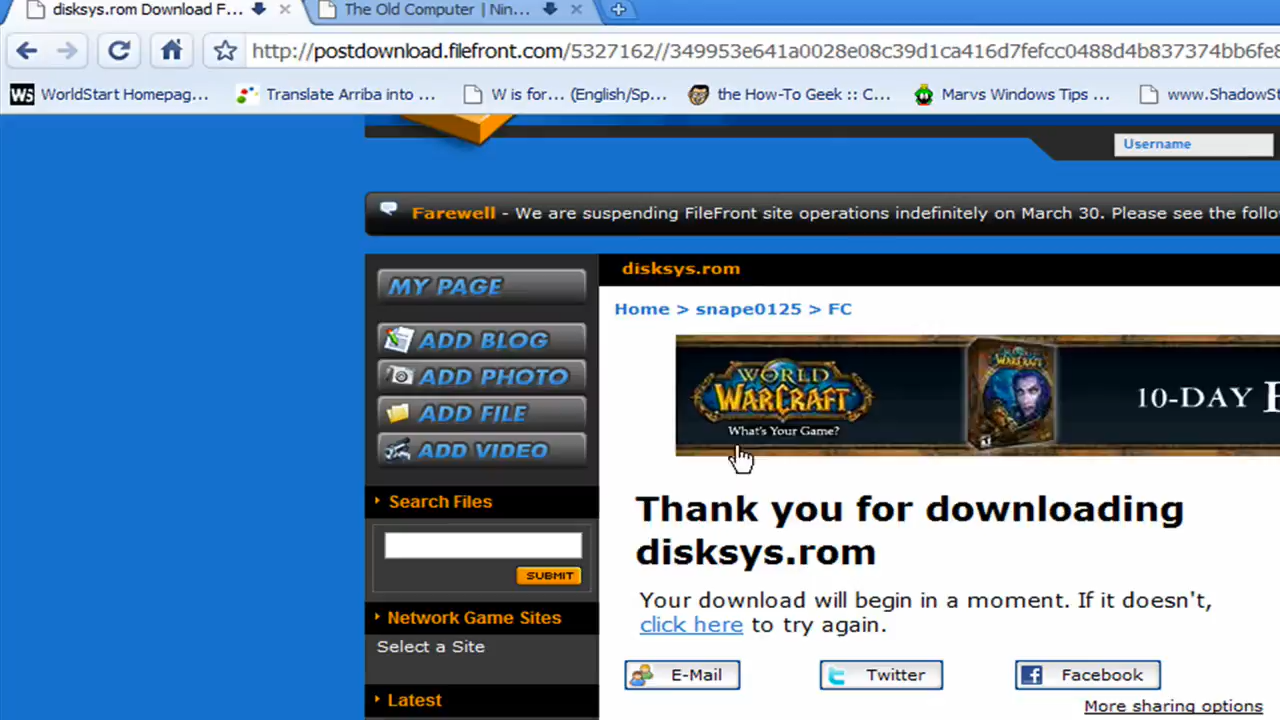 disksys.rom Download F...
The Old Computer | Nin...
http://postdownload.filefront.com/5327162//349953e641a0028e08c39d1ca416d7fefcc0488d4b837374bb6fe8
WS WorldStart Homepag...
Translate Arriba into ...
W is for... (English/Sp...
the How-To Geek :: C...
Marvs Windows Tips ...
www.ShadowSt
Username
Farewell - We are suspending FileFront site operations indefinitely on March 30. Please see the follo
MY PAGE
ADD BLOG
ADD PHOTO
ADD FILE
ADD VIDEO
Search Files
SUBMIT
Network Game Sites
Select a Site
Latest
disksys.rom
Home > snape0125 > FC
WORLD
WARCRAFT
What's Your Game?
10-DAY
Thank you for downloading
disksys.rom
Your download will begin in a moment. If it doesn't,
click here to try again.
E-Mail
Twitter
Facebook
More sharing options